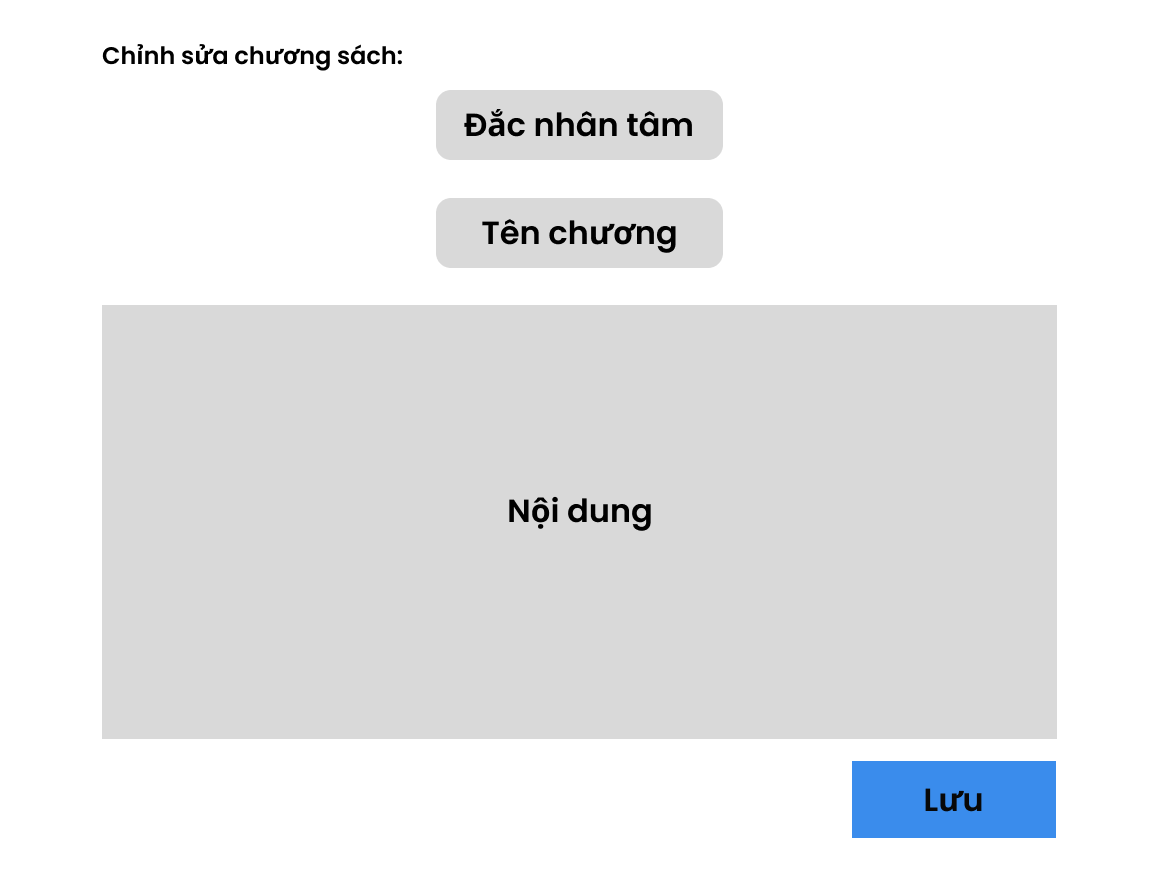 Chỉnh sửa chương sách:
Đắc nhân tâm
Tên chương
Nội dung
Lưu